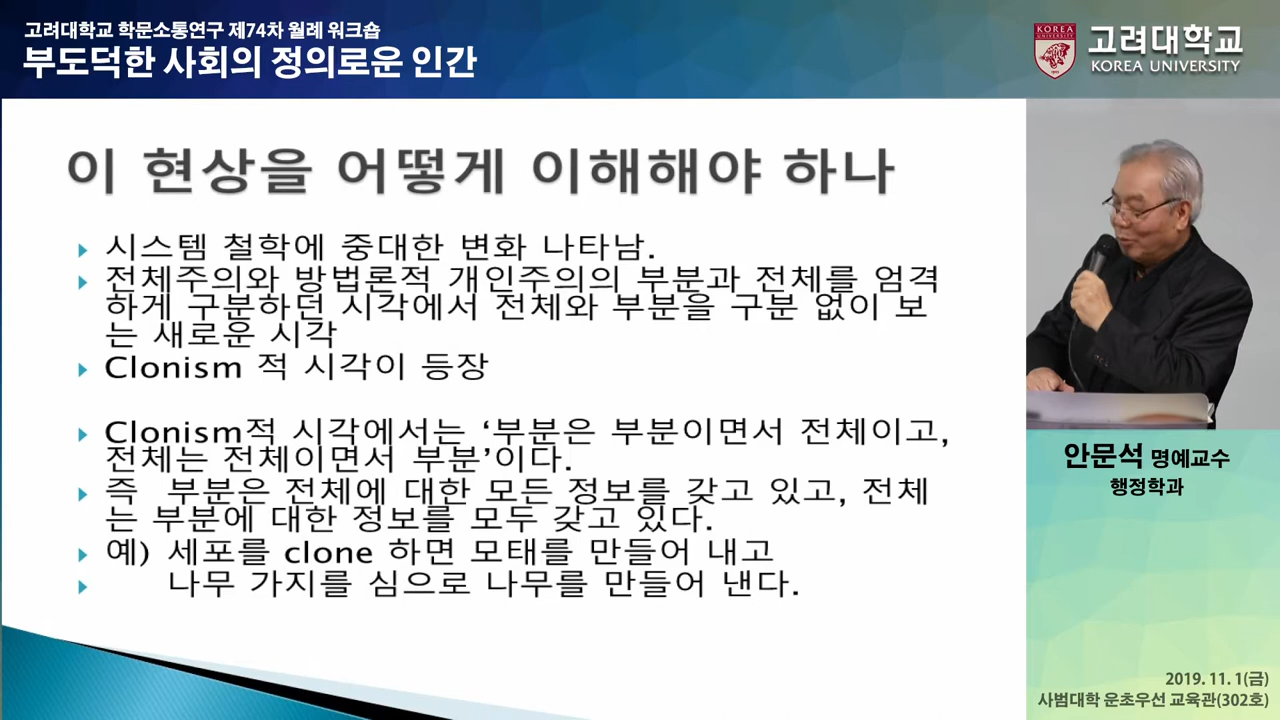 고려대학교 학문소통연구 제74차 월례 워크숍
부도덕한 사회의 정의로운 인간
KOREA
UNIVERSITY
1905
고려대학교
KOREA UNIVERSITY
이 현상을 어떻게 이해해야 하나
시스템 철학에 중대한 변화 나타남.
전체주의와 방법론적 개인주의의 부분과 전체를 엄격
하게 구분하던 시각에서 전체와 부분을 구분 없이 보
는 새로운 시각
Clonism 적 시각이 등장
Clonism적 시각에서는 ‘부분은 부분이면서 전체이고,
전체는 전체이면서 부분’이다.
즉 부분은 전체에 대한 모든 정보를 갖고 있고, 전체
는 부분에 대한 정보를 모두 갖고 있다.
예) 세포를 clone 하면 모태를 만들어 내고
나무 가지를 심으로 나무를 만들어 낸다.
안문석 명예교수
행정학과
2019. 11. 1(금)
사범대학 운초우선 교육관(302호)